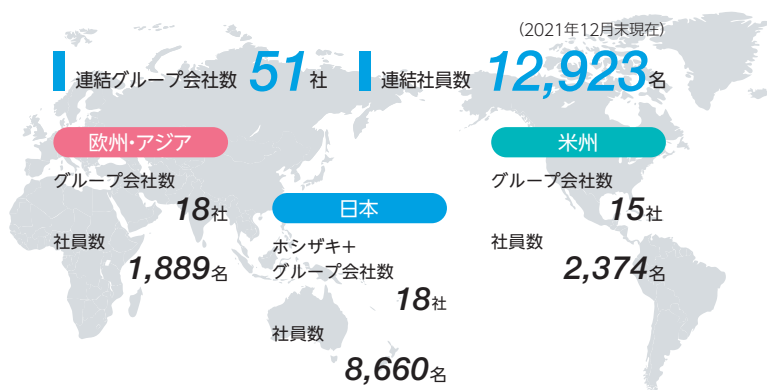 (2021年12月末現在)
連結グループ会社数 51社
連結社員数 12,923名
欧州・アジア
グループ会社数
18社
社員数
1,889名
日本
ホシザキ+
グループ会社数
18社
社員数
8,660名
米州
グループ会社数
15社
社員数
2,374名